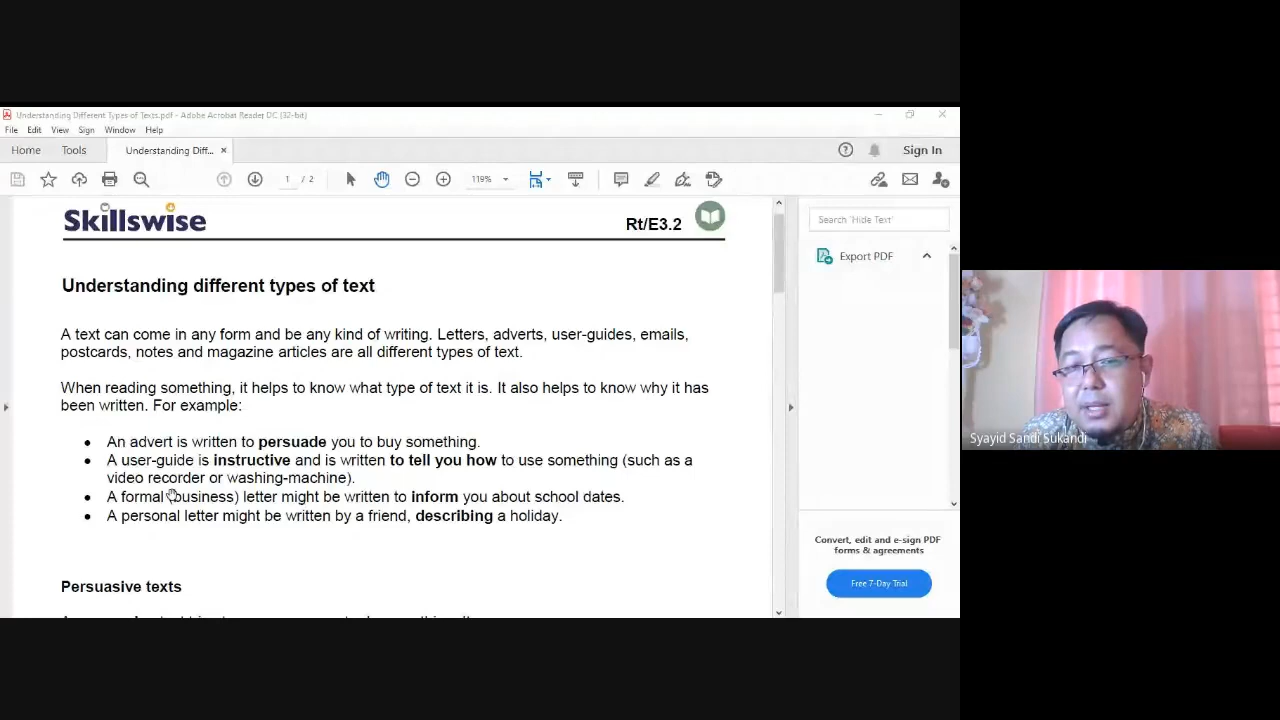 Understanding Different Types of Texts.pdf - Adobe Acrobat Reader DC (32-bit)
File Edit View Sign Window Help
Home Tools Understanding Diff... × Sign In
1 / 2 119%
Skillswise Rt/E3.2
Search 'Hide Text'
Export PDF
Understanding different types of text
A text can come in any form and be any kind of writing. Letters, adverts, user-guides, emails,
postcards, notes and magazine articles are all different types of text.
When reading something, it helps to know what type of text it is. It also helps to know why it has
been written. For example:
• An advert is written to persuade you to buy something.
• A user-guide is instructive and is written to tell you how to use something (such as a
video recorder or washing-machine).
• A formal business) letter might be written to inform you about school dates.
• A personal letter might be written by a friend, describing a holiday.
Persuasive texts
Convert, edit and e-sign PDF
forms & agreements
Free 7-Day Trial
Syayid Sandi Sukandi